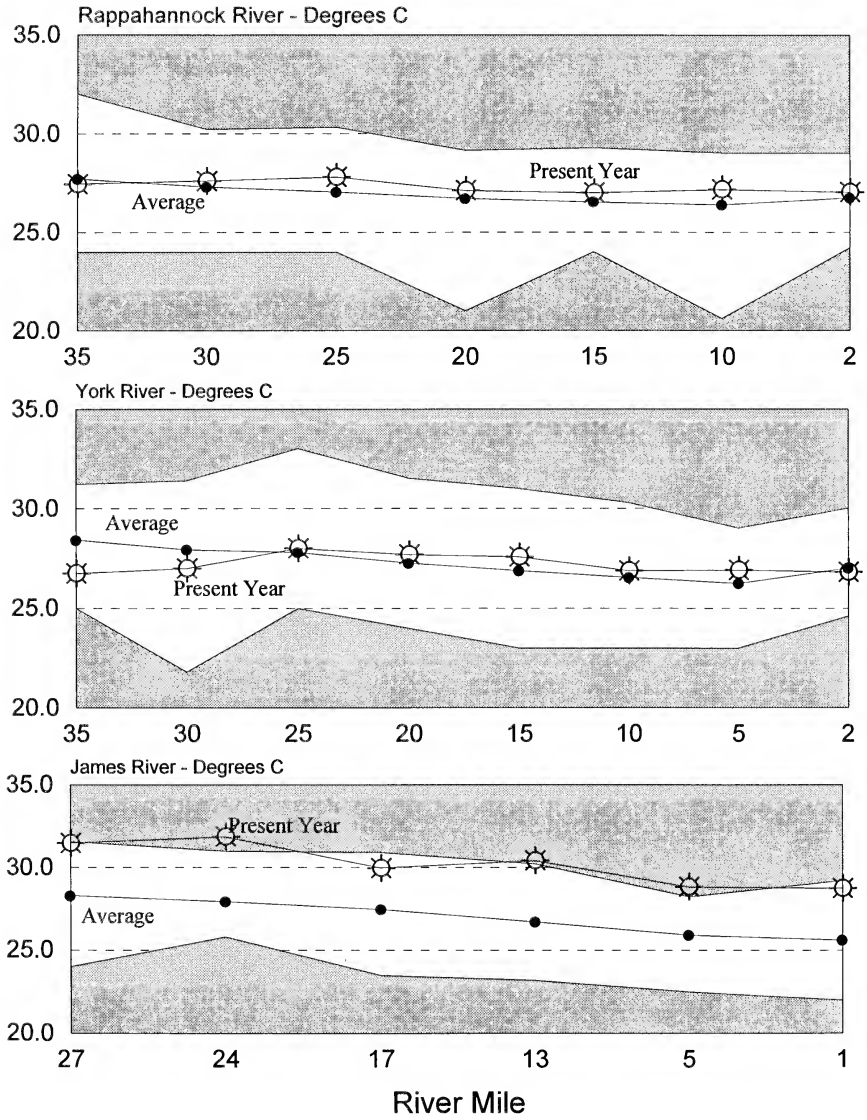 Rappahannock River - Degrees C
35.0
30.0
Present Year
Average
25.0
20.0
35 30 25 20 15 10 2
York River - Degrees C
35.0
30.0
Average
Present Year
25.0
20.0
35 30 25 20 15 10 5 2
James River - Degrees C
35.0
Present Year
30.0
Average
25.0
20.0
27 24 17 13 5 1
River Mile